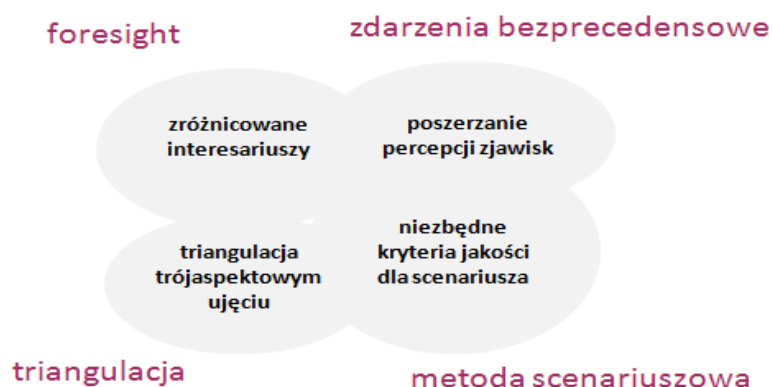 foresight
zdarzenia bezprecedensowe
zróżnicowane
interesariuszy
poszerzanie
percepcji zjawisk
triangulacja
trójaspektowym
ujęciu
niezbędne
kryteria jakości
dla scenariusza
triangulacja
metoda scenariuszowa